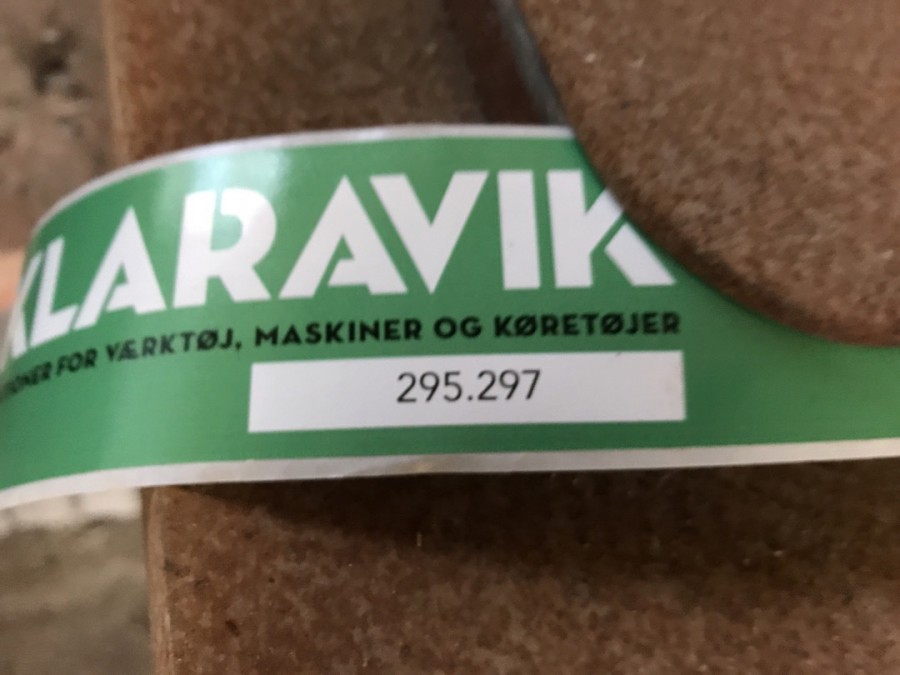 KLARAVIK
FOR VÆRKTØJ, MASKINER OG KØRETØJER
295.297